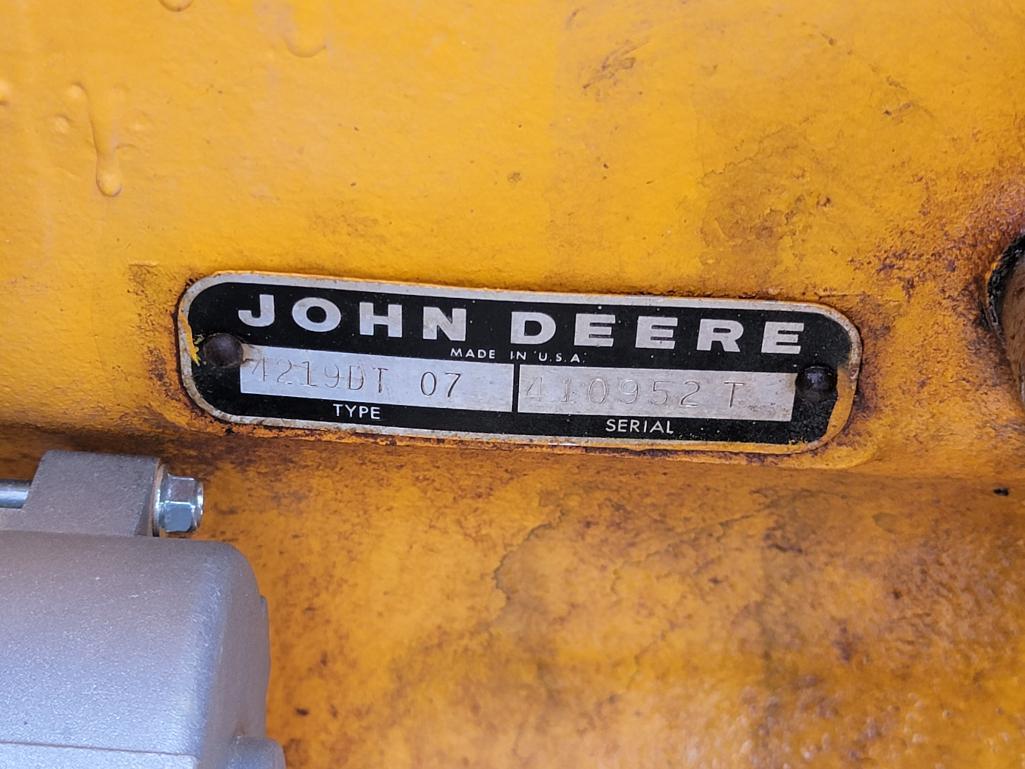 JOHN DEERE
MADE IN U.S.A.
4219DT 07 410952 T
TYPE SERIAL